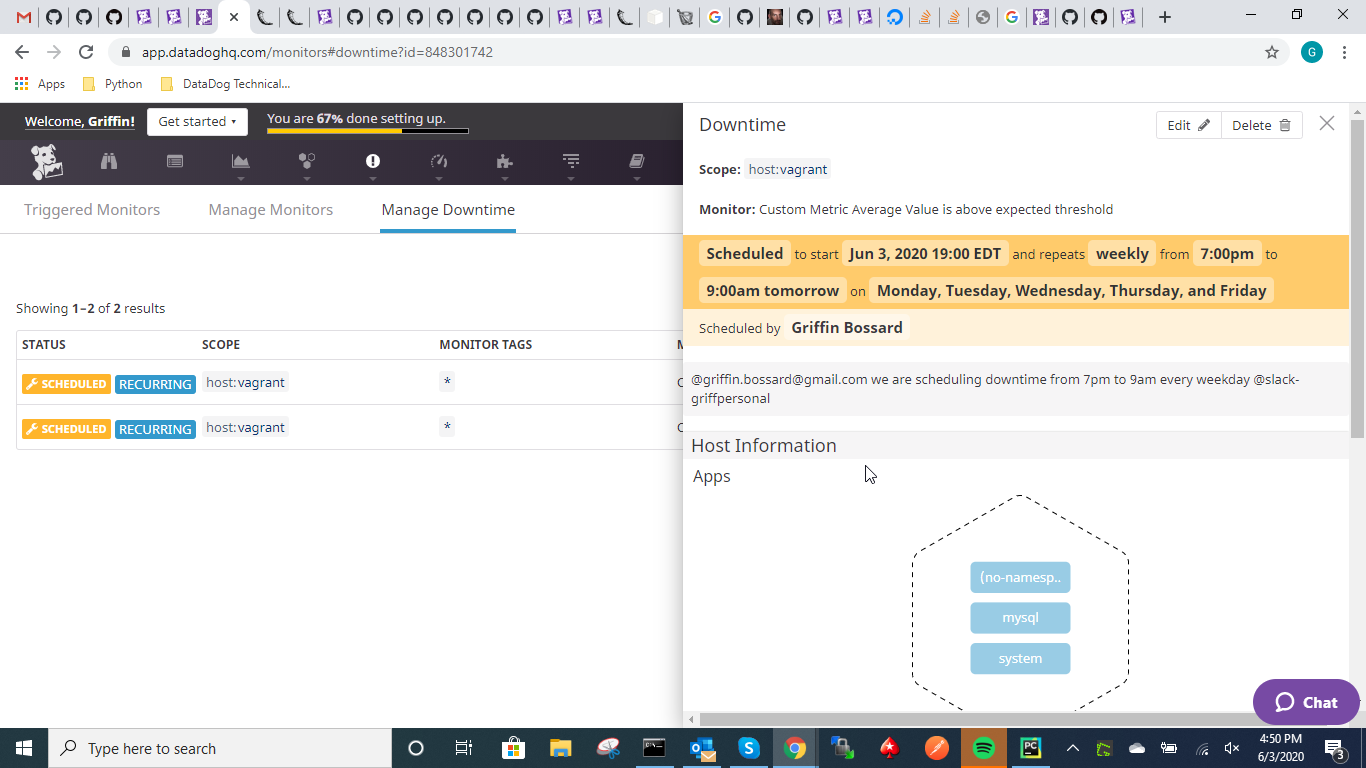 app.datadoghq.com/monitors#downtime?id=848301742
G
Apps Python DataDog Technical...
Welcome, Griffin! Get started You are 67% done setting up.
Triggered Monitors Manage Monitors Manage Downtime
Showing 1–2 of 2 results
STATUS SCOPE MONITOR TAGS
SCHEDULED RECURRING host:vagrant *
SCHEDULED RECURRING host:vagrant *
Downtime Edit Delete
Scope: host:vagrant
Monitor: Custom Metric Average Value is above expected threshold
Scheduled to start Jun 3, 2020 19:00 EDT and repeats weekly from 7:00pm to
9:00am tomorrow on Monday, Tuesday, Wednesday, Thursday, and Friday
Scheduled by Griffin Bossard
@griffin.bossard@gmail.com we are scheduling downtime from 7pm to 9am every weekday @slack-
griffpersonal
Host Information
Apps
(no-namesp..
mysql
system
Chat
Type here to search
4:50 PM
6/3/2020
3